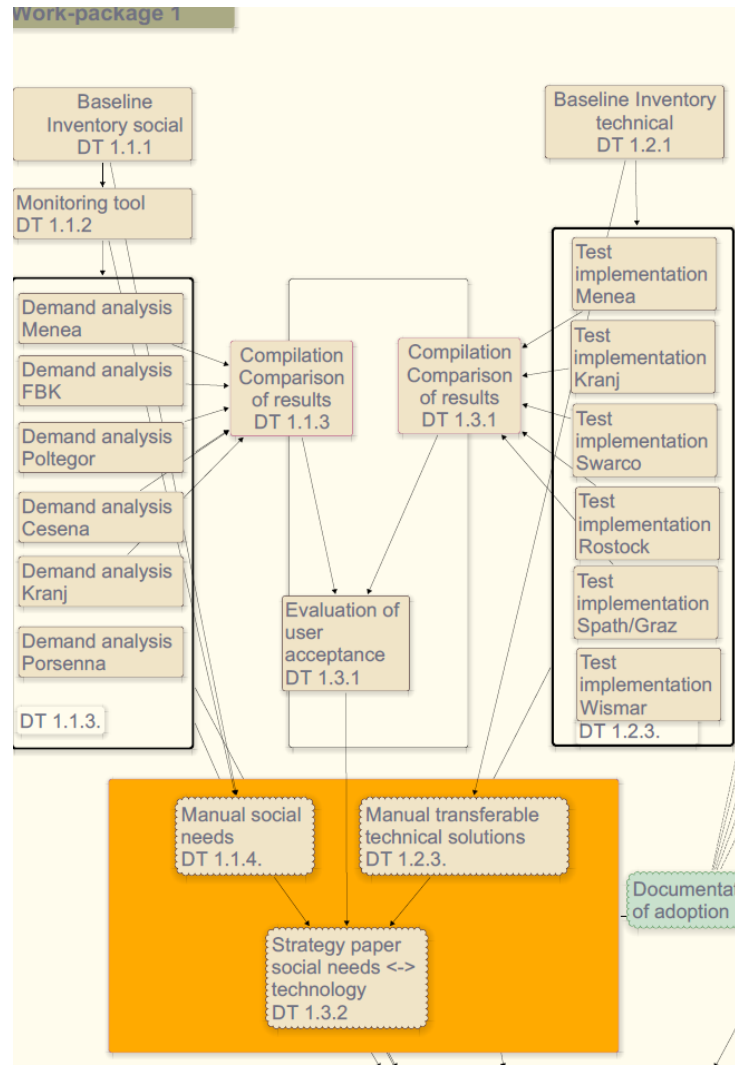 Work-package 1
Baseline
Inventory social
DT 1.1.1
Baseline Inventory
technical
DT 1.2.1
Monitoring tool
DT 1.1.2
Demand analysis
Menea
Demand analysis
FBK
Demand analysis
Poltegor
Demand analysis
Cesena
Demand analysis
Kranj
Demand analysis
Porsenna
DT 1.1.3.
Compilation
Comparison
of results
DT 1.1.3
Compilation
Comparison
of results
DT 1.3.1
Test
implementation
Menea
Test
implementation
Kranj
Test
implementation
Swarco
Test
implementation
Rostock
Test
implementation
Spath/Graz
Test
implementation
Wismar
DT 1.2.3.
Evaluation of
user
acceptance
DT 1.3.1
Manual social
needs
DT 1.1.4.
Manual transferable
technical solutions
DT 1.2.3.
Strategy paper
social needs <->
technology
DT 1.3.2
Documentat
of adoption